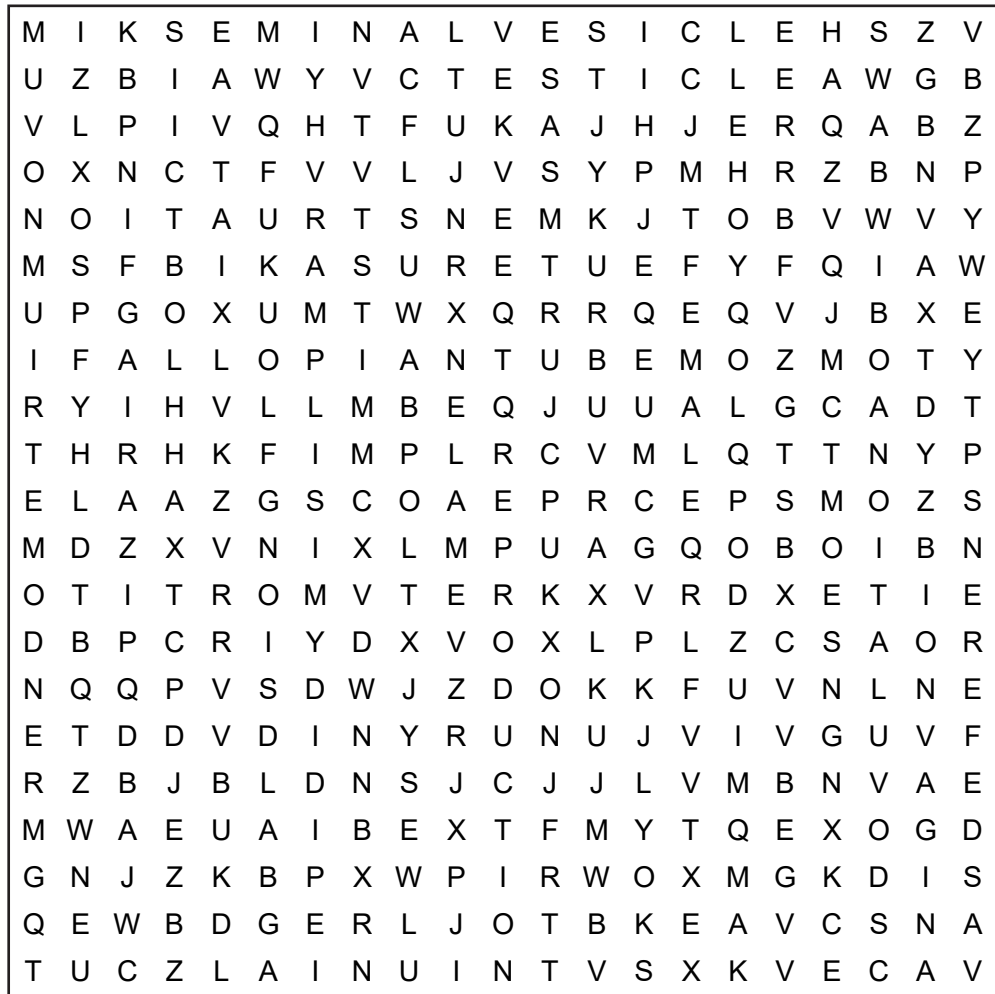 M I K S E M I N A L V E S I C L E H S Z V
U Z B I A W Y V C T E S T I C L E A W G B
V L P I V Q H T F U K A J H J E R Q A B Z
O X N C T F V V L J V S Y P M H R Z B N P
N O I T A U R T S N E M K J T O B V W V Y
M S F B I K A S U R E T U E F Y F Q I A W
U P G O X U M T W X Q R R Q E Q V J B X E
I F A L L O P I A N T U B E M O Z M O T Y
R Y I H V L L M B E Q J U U A L G C A D T
T H R H K F I M P L R C V M L Q T T N Y P
E L A A Z G S C O A E P R C E P S M O Z S
M D Z X V N I X L M P U A G Q O B O I B N
O T I T R O M V T E R K X V R D X E T I E
D B P C R I Y D X V O X L P L Z C S A O R
N Q Q P V S D W J Z D O K K F U V N L N E
E T D D V D I N Y R U N U J V I V G U V F
R Z B J B L D N S J C J J L V M B N V A E
M W A E U A I B E X T F M Y T Q E X O G D
G N J Z K B P X W P I R W O X M G K D I S
Q E W B D G E R L J O T B K E A V C S N A
T U C Z L A I N U I N T V S X K V E C A V